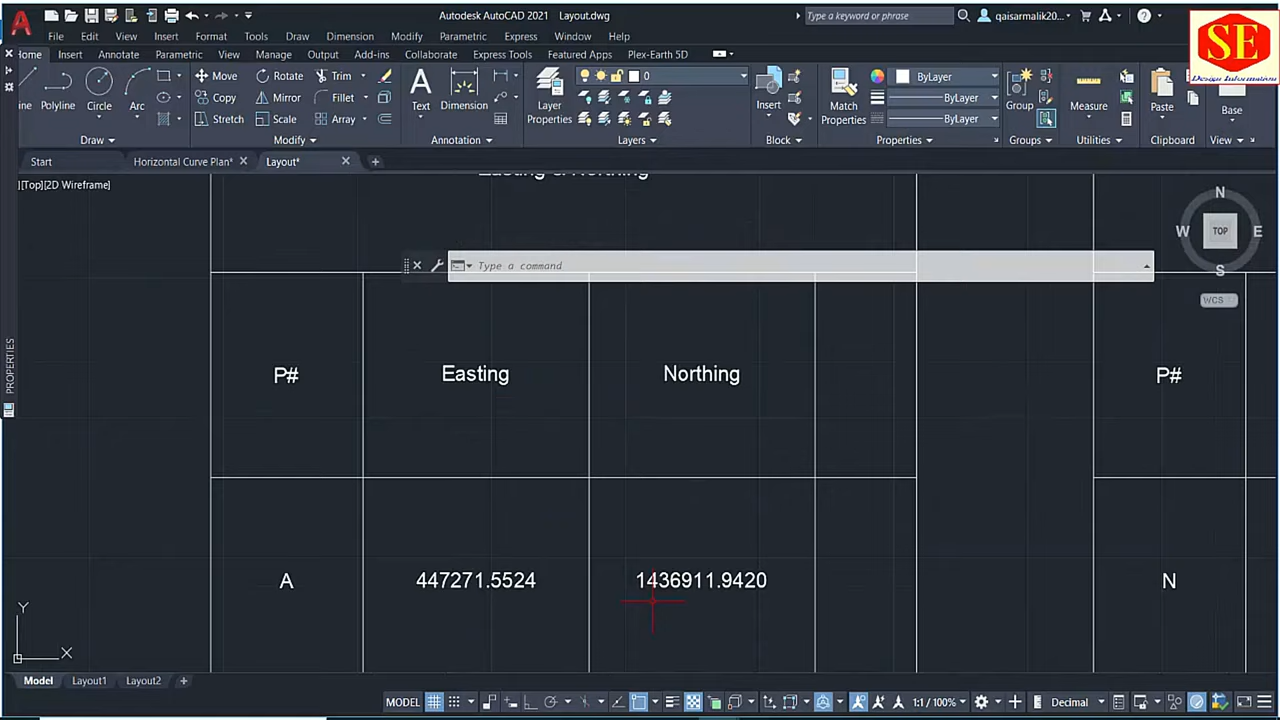 Autodesk AutoCAD 2021 Layout.dwg
Type a keyword or phrase
qaisarmalik20...
SE
Design Information
File Edit View Insert Format Tools Draw Dimension Modify Parametric Express Window Help
Home Insert Annotate Parametric View Manage Output Add-ins Collaborate Express Tools Featured Apps Plex-Earth 5D
Polyline Circle Arc
Move Rotate Trim
Copy Mirror Fillet
Stretch Scale Array
Text Dimension
Layer Properties
0
Insert
Match Properties
ByLayer
ByLayer
ByLayer
Group
Measure
Paste
Base
Draw Modify Annotation Layers Block Properties Groups Utilities Clipboard View
Start Horizontal Curve Plan* Layout*
[Top][2D Wireframe]
Easting & Northing
N
W TOP E
S
WCS
Type a command
PROPERTIES
P# Easting Northing P#
A 447271.5524 1436911.9420 N
Y
X
Model Layout1 Layout2
MODEL 1:1 / 100% Decimal